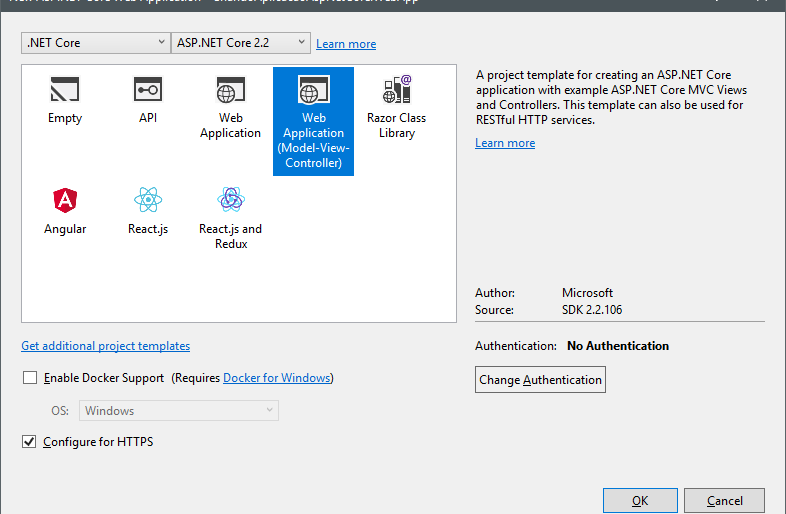 .NET Core
ASP.NET Core 2.2
Learn more
Empty
API
Web
Application
Web
Application
(Model-View-
Controller)
Razor Class
Library
Angular
React.js
React.js and
Redux
A project template for creating an ASP.NET Core
application with example ASP.NET Core MVC Views
and Controllers. This template can also be used for
RESTful HTTP services.
Learn more
Author: Microsoft
Source: SDK 2.2.106
Get additional project templates
Authentication: No Authentication
Change Authentication
Enable Docker Support (Requires Docker for Windows)
OS: Windows
Configure for HTTPS
OK
Cancel